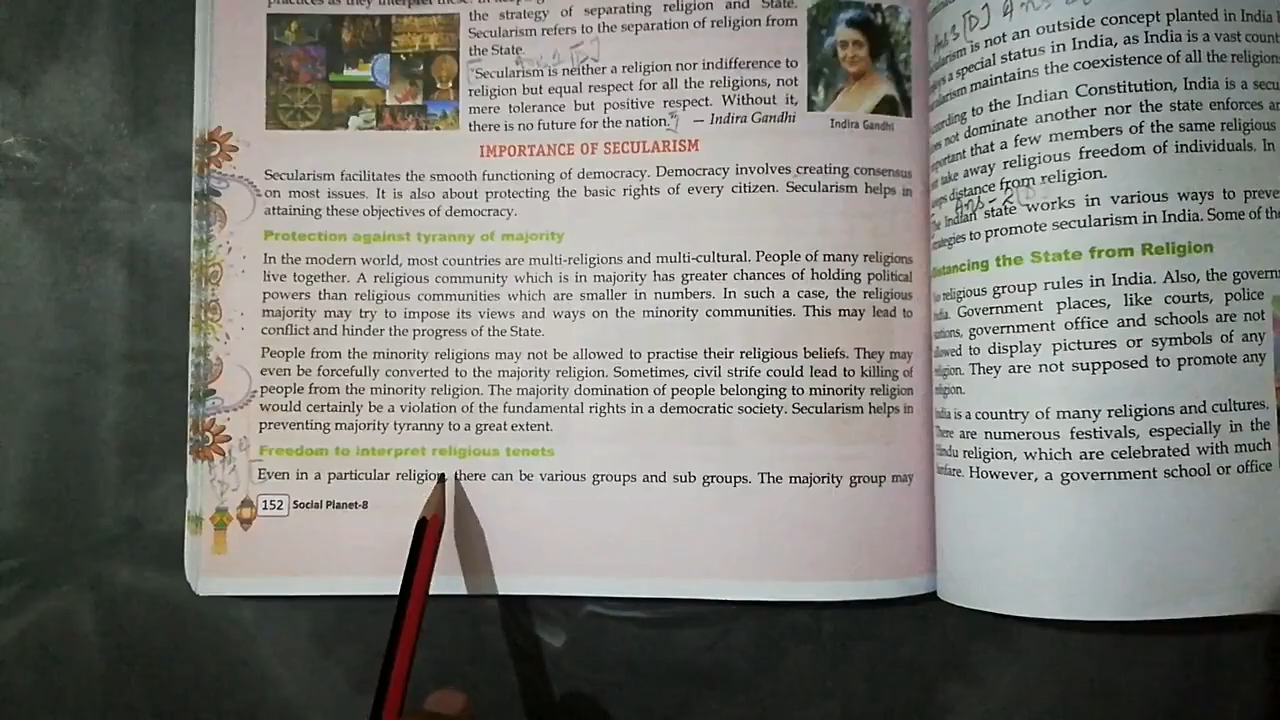 practices as they interpret these. In keeping
the strategy of separating religion and State.
Secularism refers to the separation of religion from
the State.
"Secularism is neither a religion nor indifference to
religion but equal respect for all the religions, not
mere tolerance but positive respect. Without it,
there is no future for the nation." — Indira Gandhi
Indira Gandhi
IMPORTANCE OF SECULARISM
Secularism facilitates the smooth functioning of democracy. Democracy involves creating consensus
on most issues. It is also about protecting the basic rights of every citizen. Secularism helps in
attaining these objectives of democracy.
Protection against tyranny of majority
In the modern world, most countries are multi-religions and multi-cultural. People of many religions
live together. A religious community which is in majority has greater chances of holding political
powers than religious communities which are smaller in numbers. In such a case, the religious
majority may try to impose its views and ways on the minority communities. This may lead to
conflict and hinder the progress of the State.
People from the minority religions may not be allowed to practise their religious beliefs. They may
even be forcefully converted to the majority religion. Sometimes, civil strife could lead to killing of
people from the minority religion. The majority domination of people belonging to minority religion
would certainly be a violation of the fundamental rights in a democratic society. Secularism helps in
preventing majority tyranny to a great extent.
Freedom to interpret religious tenets
Even in a particular religion, there can be various groups and sub groups. The majority group may
152 Social Planet-8
is not an outside concept planted in India
a special status in India, as India is a vast
maintains the coexistence of all the
to the Indian Constitution, India is a
not dominate another nor the state enforces
that a few members of the same religious
take away religious freedom of individuals. In
distance from religion.
Ans-2
Indian state works in various ways to
to promote secularism in India. Some of the
the State from Religion
religious group rules in India. Also, the
Government places, like courts, police
government office and schools are not
to display pictures or symbols of any
They are not supposed to promote any
is a country of many religions and cultures.
are numerous festivals, especially in the
religion, which are celebrated with much
However, a government school or office